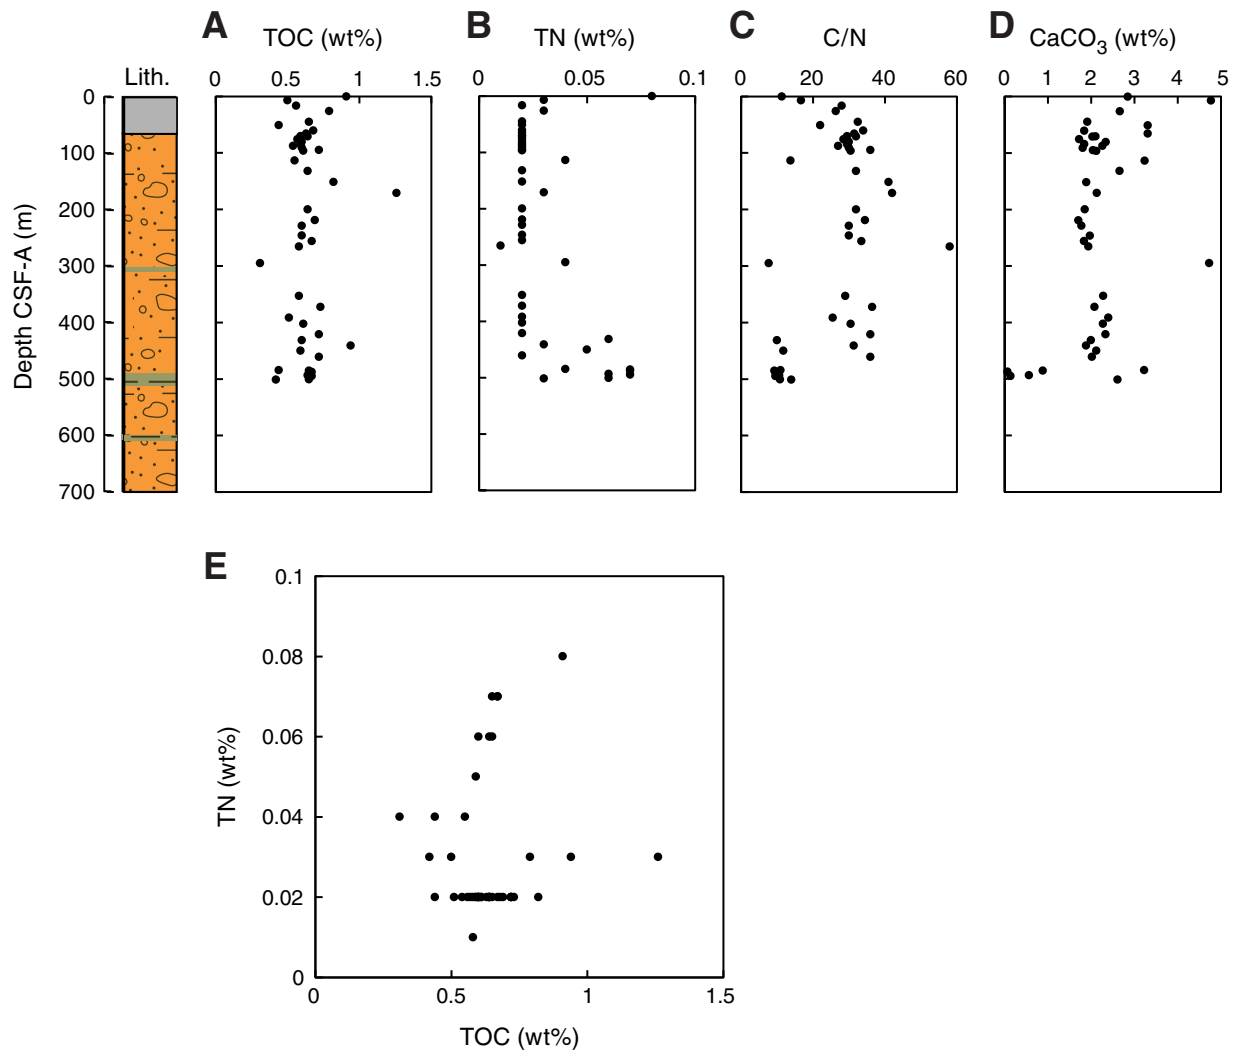 A B C D
TOC (wt%) TN (wt%) C/N CaCO3 (wt%)
Lith. 0 0.5 1 1.5 0 0.05 0.1 0 20 40 60 0 1 2 3 4 5
0
100
200
300
400
500
600
700
Depth CSF-A (m)
E
0.1
0.08
0.06
0.04
0.02
0
TN (wt%)
0 0.5 1 1.5
TOC (wt%)